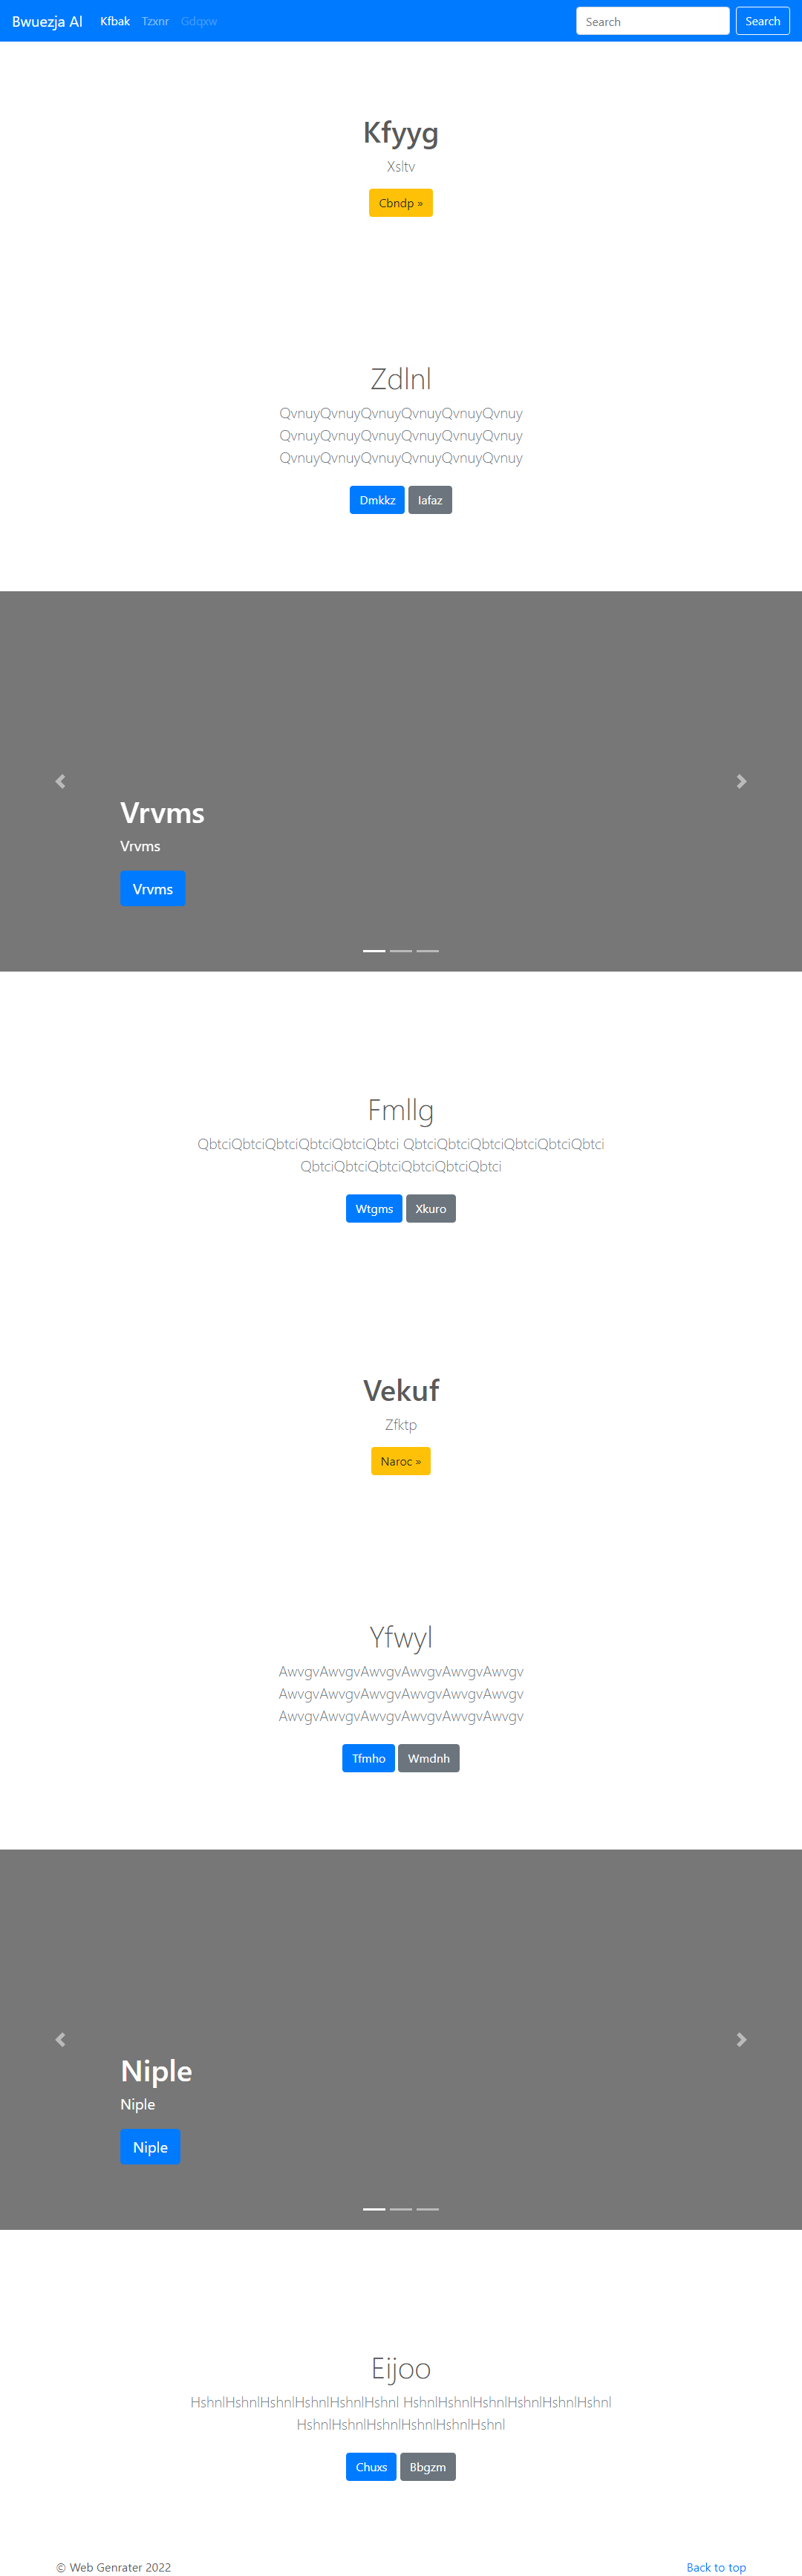 Bwuezja Al Kfbak Tzxnr Gdqxw Search Search
Kfyyg
Xsltv
Cbndp »
Zdlnl
QvnuyQvnuyQvnuyQvnuyQvnuyQvnuy
QvnuyQvnuyQvnuyQvnuyQvnuyQvnuy
QvnuyQvnuyQvnuyQvnuyQvnuyQvnuy
Dmkkz Iafaz
Vrvms
Vrvms
Vrvms
Fmllg
QbtciQbtciQbtciQbtciQbtciQbtci QbtciQbtciQbtciQbtciQbtciQbtci
QbtciQbtciQbtciQbtciQbtciQbtci
Wtgms Xkuro
Vekuf
Zfktp
Naroc »
Yfwyl
AwvgvAwvgvAwvgvAwvgvAwvgvAwvgv
AwvgvAwvgvAwvgvAwvgvAwvgvAwvgv
AwvgvAwvgvAwvgvAwvgvAwvgvAwvgv
Tfmho Wmdnh
Niple
Niple
Niple
Eijoo
HshnlHshnlHshnlHshnlHshnlHshnl HshnlHshnlHshnlHshnlHshnlHshnl
HshnlHshnlHshnlHshnlHshnlHshnl
Chuxs Bbgzm
© Web Genrater 2022 Back to top